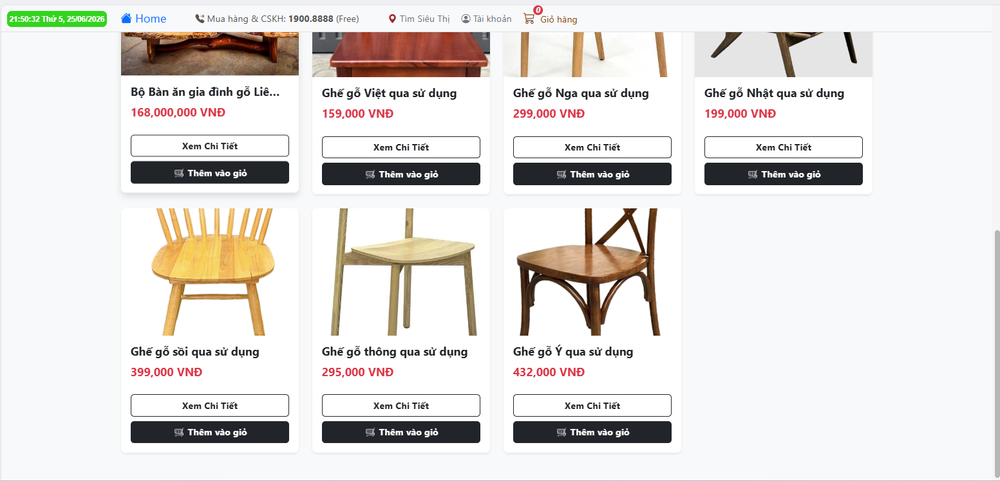 21:50:32 Thứ 5, 25/06/2026 Home Mua hàng & CSKH: 1900.8888 (Free) Tìm Siêu Thị Tài khoản 0 Giỏ hàng
Bộ Bàn ăn gia đình gỗ Liê... Ghế gỗ Việt qua sử dụng Ghế gỗ Nga qua sử dụng Ghế gỗ Nhật qua sử dụng
168,000,000 VNĐ 159,000 VNĐ 299,000 VNĐ 199,000 VNĐ
Xem Chi Tiết Xem Chi Tiết Xem Chi Tiết Xem Chi Tiết
Thêm vào giỏ Thêm vào giỏ Thêm vào giỏ Thêm vào giỏ
Ghế gỗ sồi qua sử dụng Ghế gỗ thông qua sử dụng Ghế gỗ Ý qua sử dụng
399,000 VNĐ 295,000 VNĐ 432,000 VNĐ
Xem Chi Tiết Xem Chi Tiết Xem Chi Tiết
Thêm vào giỏ Thêm vào giỏ Thêm vào giỏ